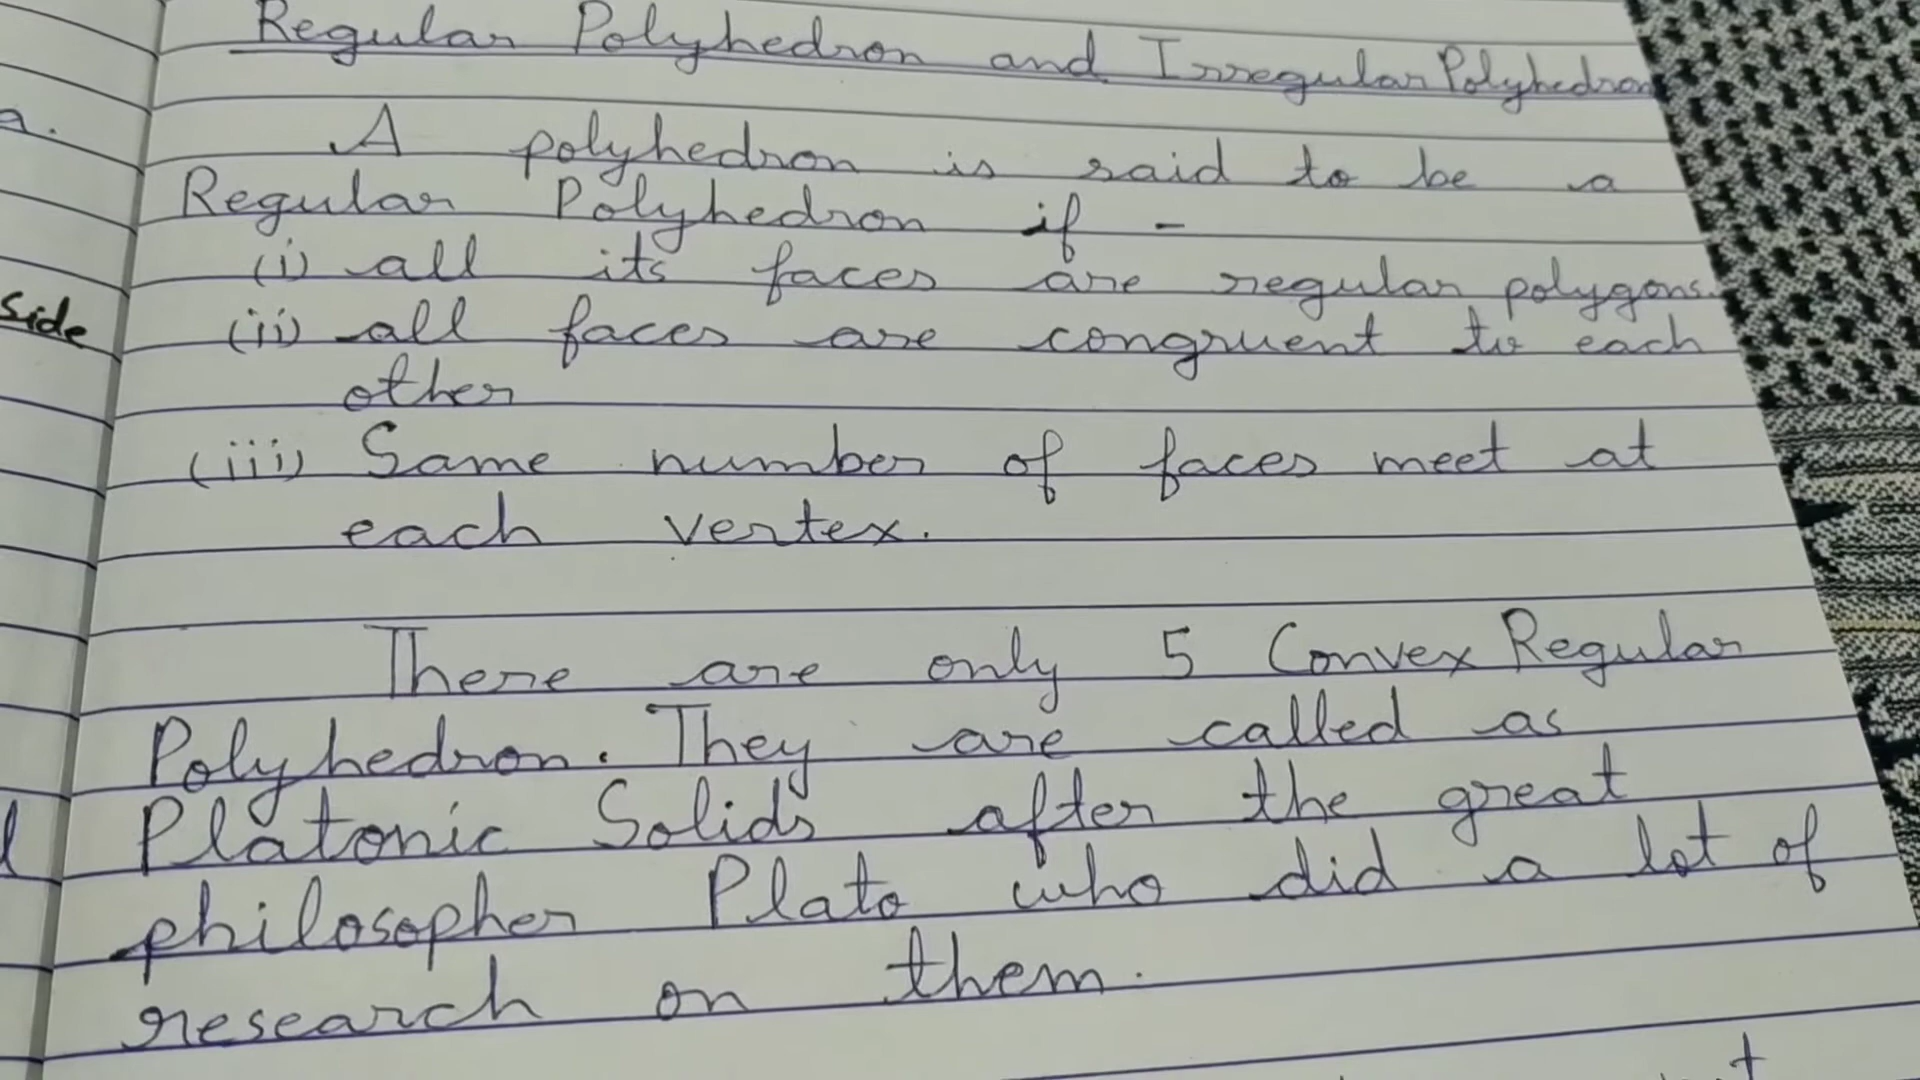 Regular Polyhedron and Irregular Polyhedron
a.
A polyhedron is said to be a
Regular Polyhedron if -
(i) all its faces are regular polygons.
side
(ii) all faces are congruent to each
other
(iii) Same number of faces meet at
each vertex.
There are only 5 Convex Regular
Polyhedron. They are called as
Platonic Solids after the great
philosopher Plato who did a lot of
research on them.